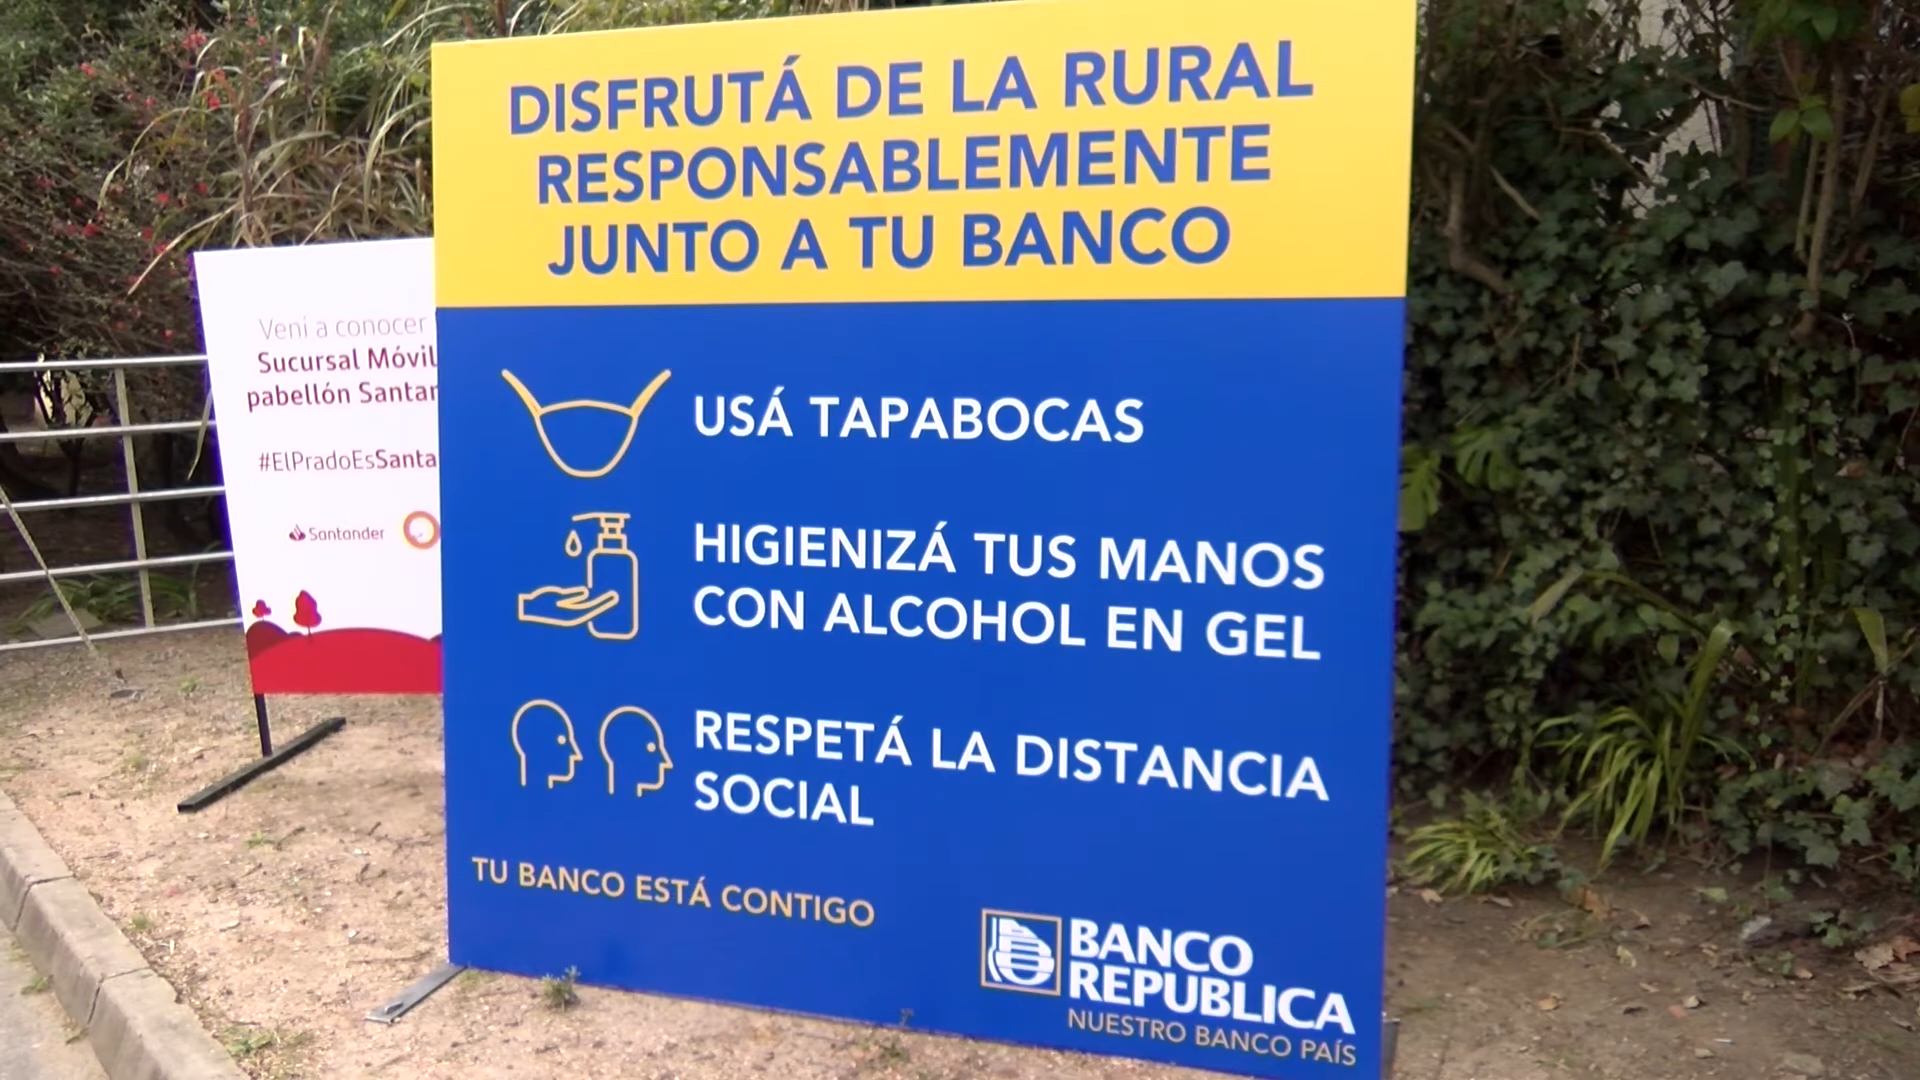 DISFRUTÁ DE LA RURAL
RESPONSABLEMENTE
JUNTO A TU BANCO
USÁ TAPABOCAS
HIGIENIZÁ TUS MANOS
CON ALCOHOL EN GEL
RESPETÁ LA DISTANCIA
SOCIAL
TU BANCO ESTÁ CONTIGO
BANCO
REPUBLICA
NUESTRO BANCO PAÍS
Vení a conocer
Sucursal Móvil
pabellón Santan
#ElPradoEsSanta
Santander